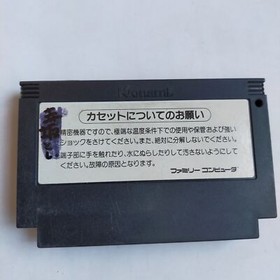 Konami
カセットについてのお願い
精密機器ですので、極端な温度条件下での使用や保管および強い
ショックをさけてください。また、絶対に分解しないでください。
端子部に手を触れたり、水にぬらしたりして汚さないようにして
ください。故障の原因となります。
ファミリー コンピュータ